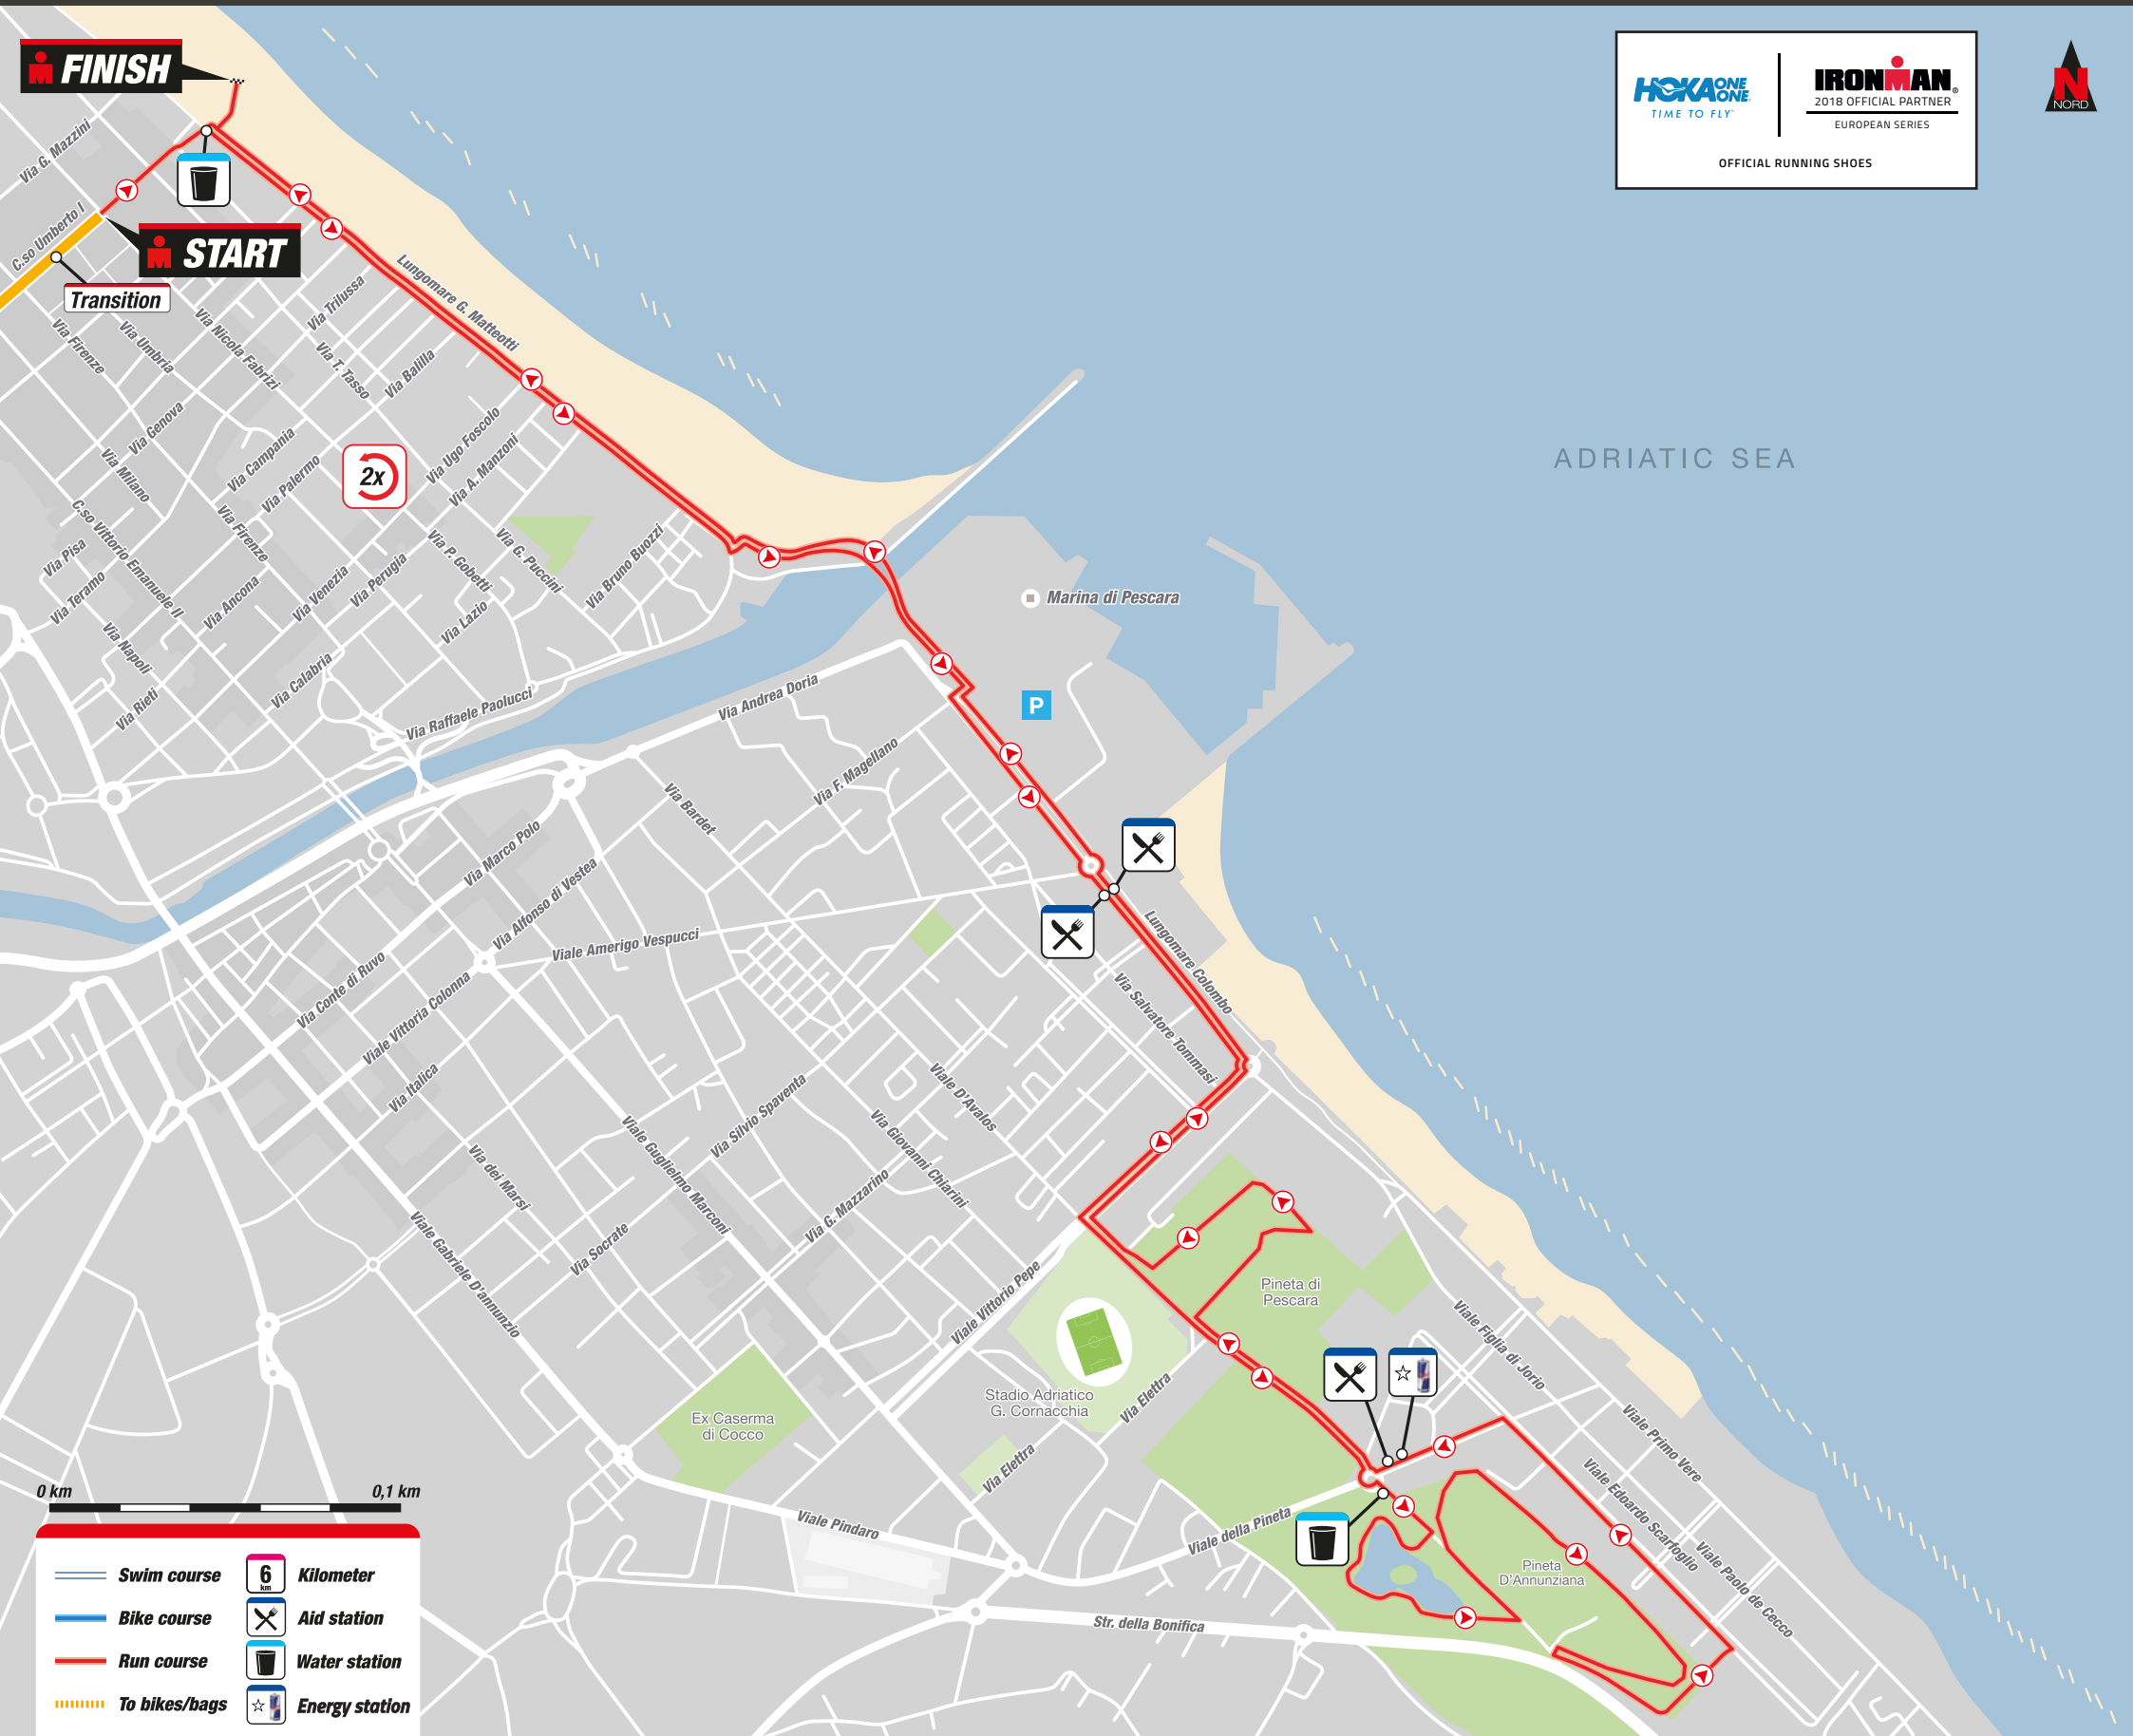 FINISH
HOKA ONE ONE
TIME TO FLY
IRONMAN®
2018 OFFICIAL PARTNER
EUROPEAN SERIES
OFFICIAL RUNNING SHOES
N
NORD
Via G. Mazzini
C.so Umberto I
START
Transition
Lungomare G. Matteotti
Via Trilussa
Via Firenze
Via Umbria
Via Nicola Fabrizi
Via T. Tasso
Via Balilla
Via Genova
Via Campania
Via Palermo
Via Ugo Foscolo
Via A. Manzoni
2x
ADRIATIC SEA
Via Milano
C.so Vittorio Emanuele II
Via Firenze
Via Pisa
Via Teramo
Via Ancona
Via Venezia
Via Perugia
Via P. Gobetti
Via G. Puccini
Via Bruno Buozzi
Via Lazio
Marina di Pescara
Via Napoli
Via Rieti
Via Calabria
Via Raffaele Paolucci
Via Andrea Doria
P
Via F. Magellano
Via Bardet
Via Marco Polo
Via Alfonso di Vestea
Viale Amerigo Vespucci
Lungomare Colombo
Via Conte di Ruvo
Viale Vittoria Colonna
Via Salvatore Tommasi
Via Italica
Viale D'Avalos
Via Silvio Spaventa
Via Giovanni Chiarini
Viale Guglielmo Marconi
Via dei Marsi
Via G. Mazzarino
Viale Gabriele D'annunzio
Via Socrate
Viale Vittorio Pepe
Pineta di
Pescara
Viale Figlia di Jorio
Stadio Adriatico
G. Cornacchia
Via Elettra
Ex Caserma
di Cocco
Via Elettra
Viale Primo Vere
Viale Edoardo Scarfoglio
Viale Paolo de Cecco
Viale Pindaro
Viale della Pineta
Pineta
D'Annunziana
Str. della Bonifica
0 km
0,1 km
Swim course
Bike course
Run course
To bikes/bags
6
km
Kilometer
Aid station
Water station
Energy station